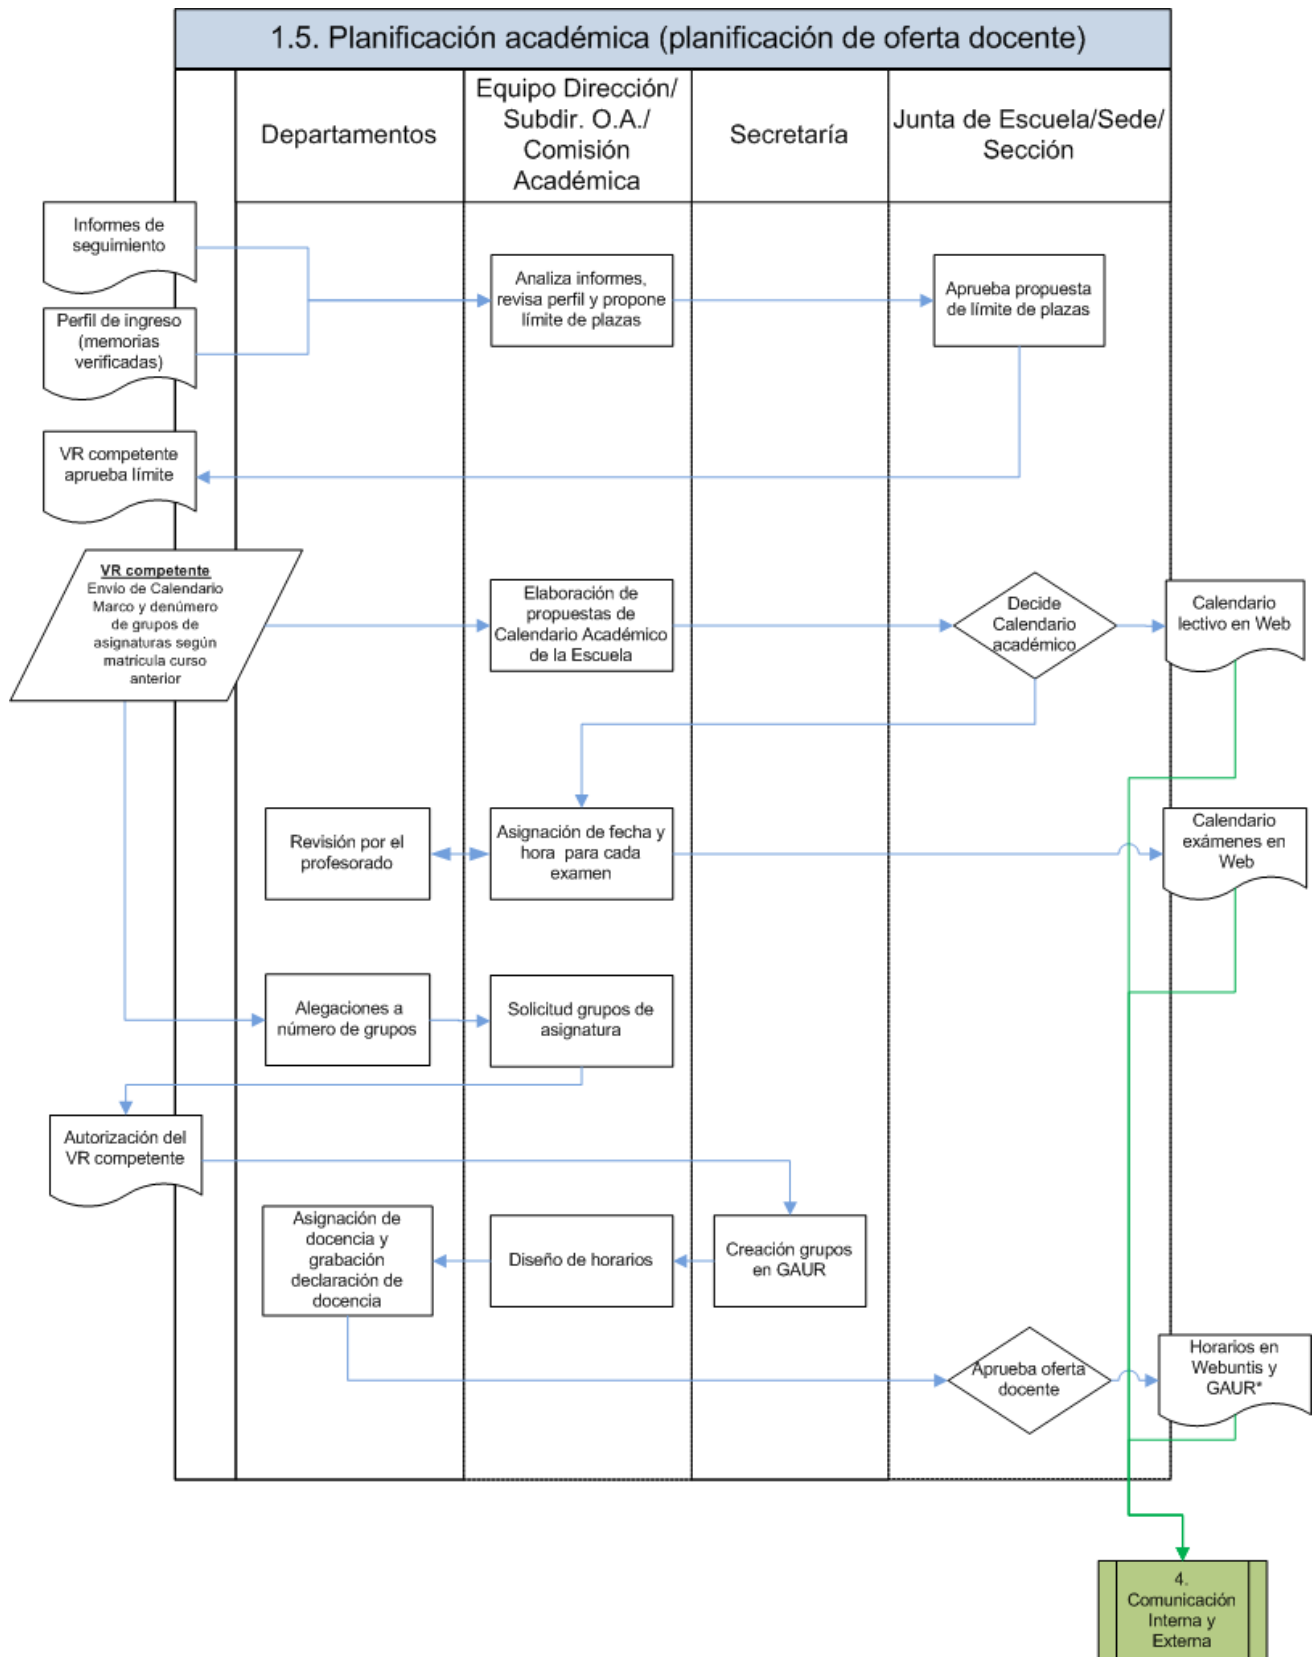 1.5. Planificación académica (planificación de oferta docente)
Departamentos
Equipo Dirección/
Subdir. O.A./
Comisión
Académica
Secretaría
Junta de Escuela/Sede/
Sección
Informes de
seguimiento
Perfil de ingreso
(memorias
verificadas)
Analiza informes,
revisa perfil y propone
límite de plazas
Aprueba propuesta
de límite de plazas
VR competente
aprueba límite
VR competente
Envío de Calendario
Marco y denúmero
de grupos de
asignaturas según
matrícula curso
anterior
Elaboración de
propuestas de
Calendario Académico
de la Escuela
Decide
Calendario
académico
Calendario
lectivo en Web
Revisión por el
profesorado
Asignación de fecha y
hora para cada
examen
Calendario
exámenes en
Web
Alegaciones a
número de grupos
Solicitud grupos de
asignatura
Autorización del
VR competente
Asignación de
docencia y
grabación
declaración de
docencia
Diseño de horarios
Creación grupos
en GAUR
Aprueba oferta
docente
Horarios en
Webuntis y
GAUR*
4.
Comunicación
Interna y
Externa